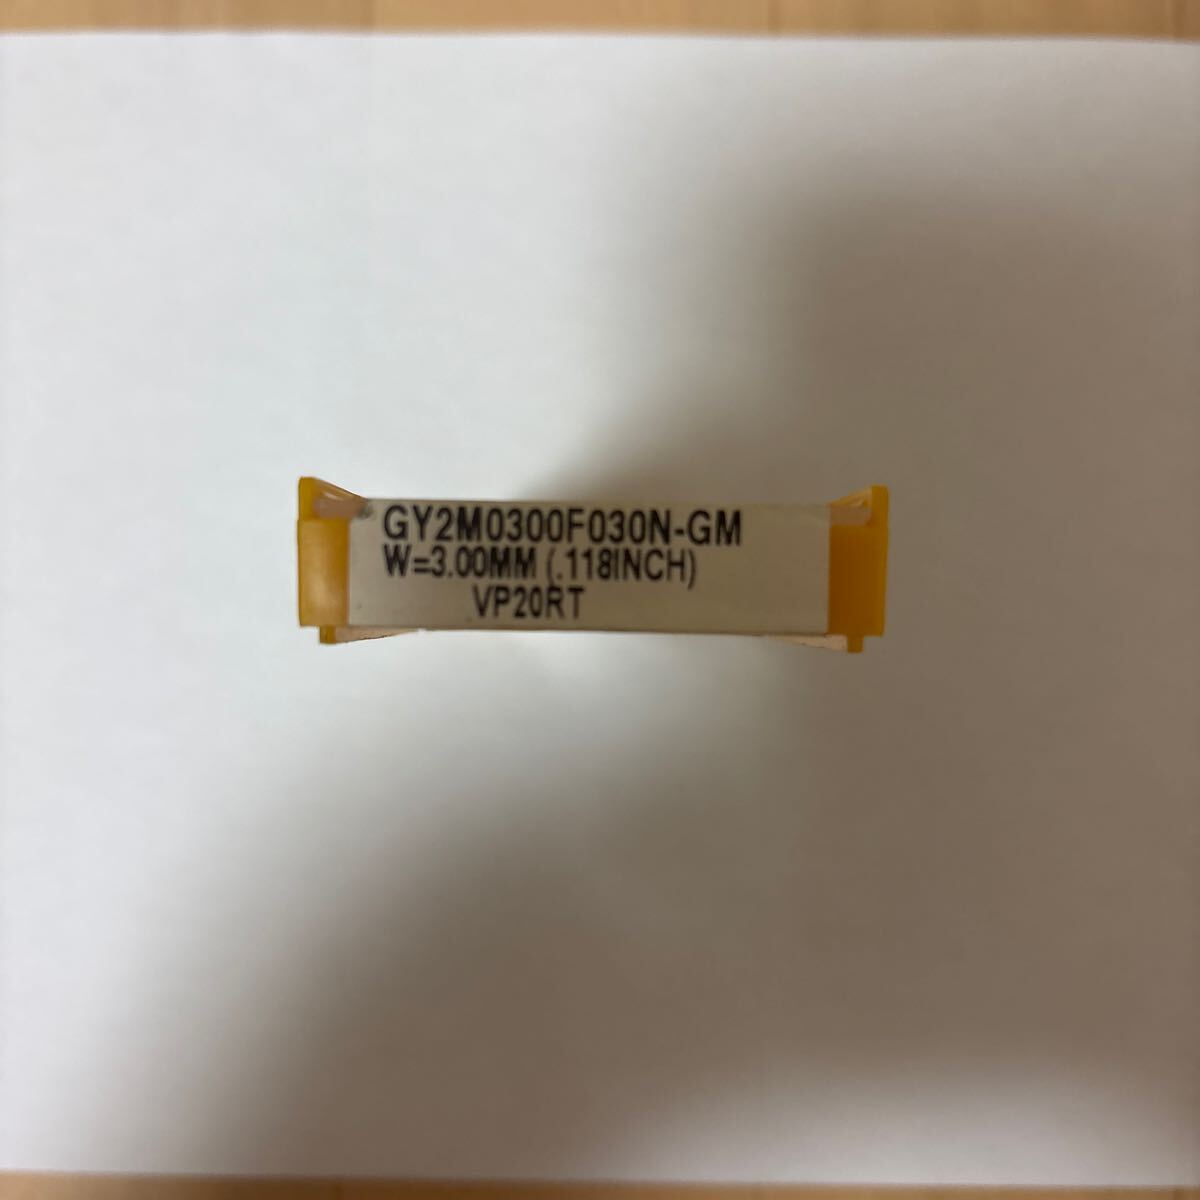 GY2M0300F030N-GM
W=3.00MM (.118INCH)
VP20RT